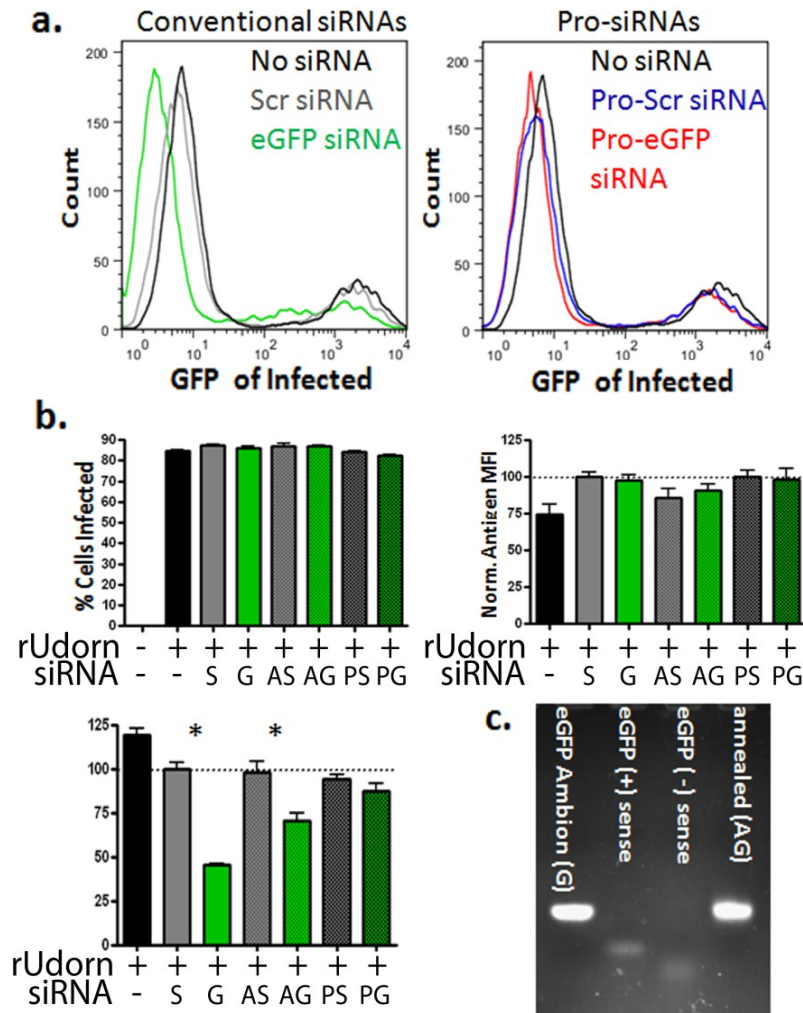 a.
Conventional siRNAs
No siRNA
Scr siRNA
eGFP siRNA
Count
200
150
100
50
0
10^0 10^1 10^2 10^3 10^4
GFP of Infected
Pro-siRNAs
No siRNA
Pro-Scr siRNA
Pro-eGFP
siRNA
Count
200
150
100
50
0
10^0 10^1 10^2 10^3 10^4
GFP of Infected
b.
% Cells Infected
90
80
70
60
50
40
30
20
10
0
rUdorn - + + + + + + +
siRNA - - S G AS AG PS PG
Norm. Antigen MFI
125
100
75
50
25
0
rUdorn + + + + + + +
siRNA - S G AS AG PS PG
125
100
75
50
25
0
* *
rUdorn + + + + + + +
siRNA - S G AS AG PS PG
c.
eGFP Ambion (G)
eGFP (+) sense
eGFP (-) sense
annealed (AG)